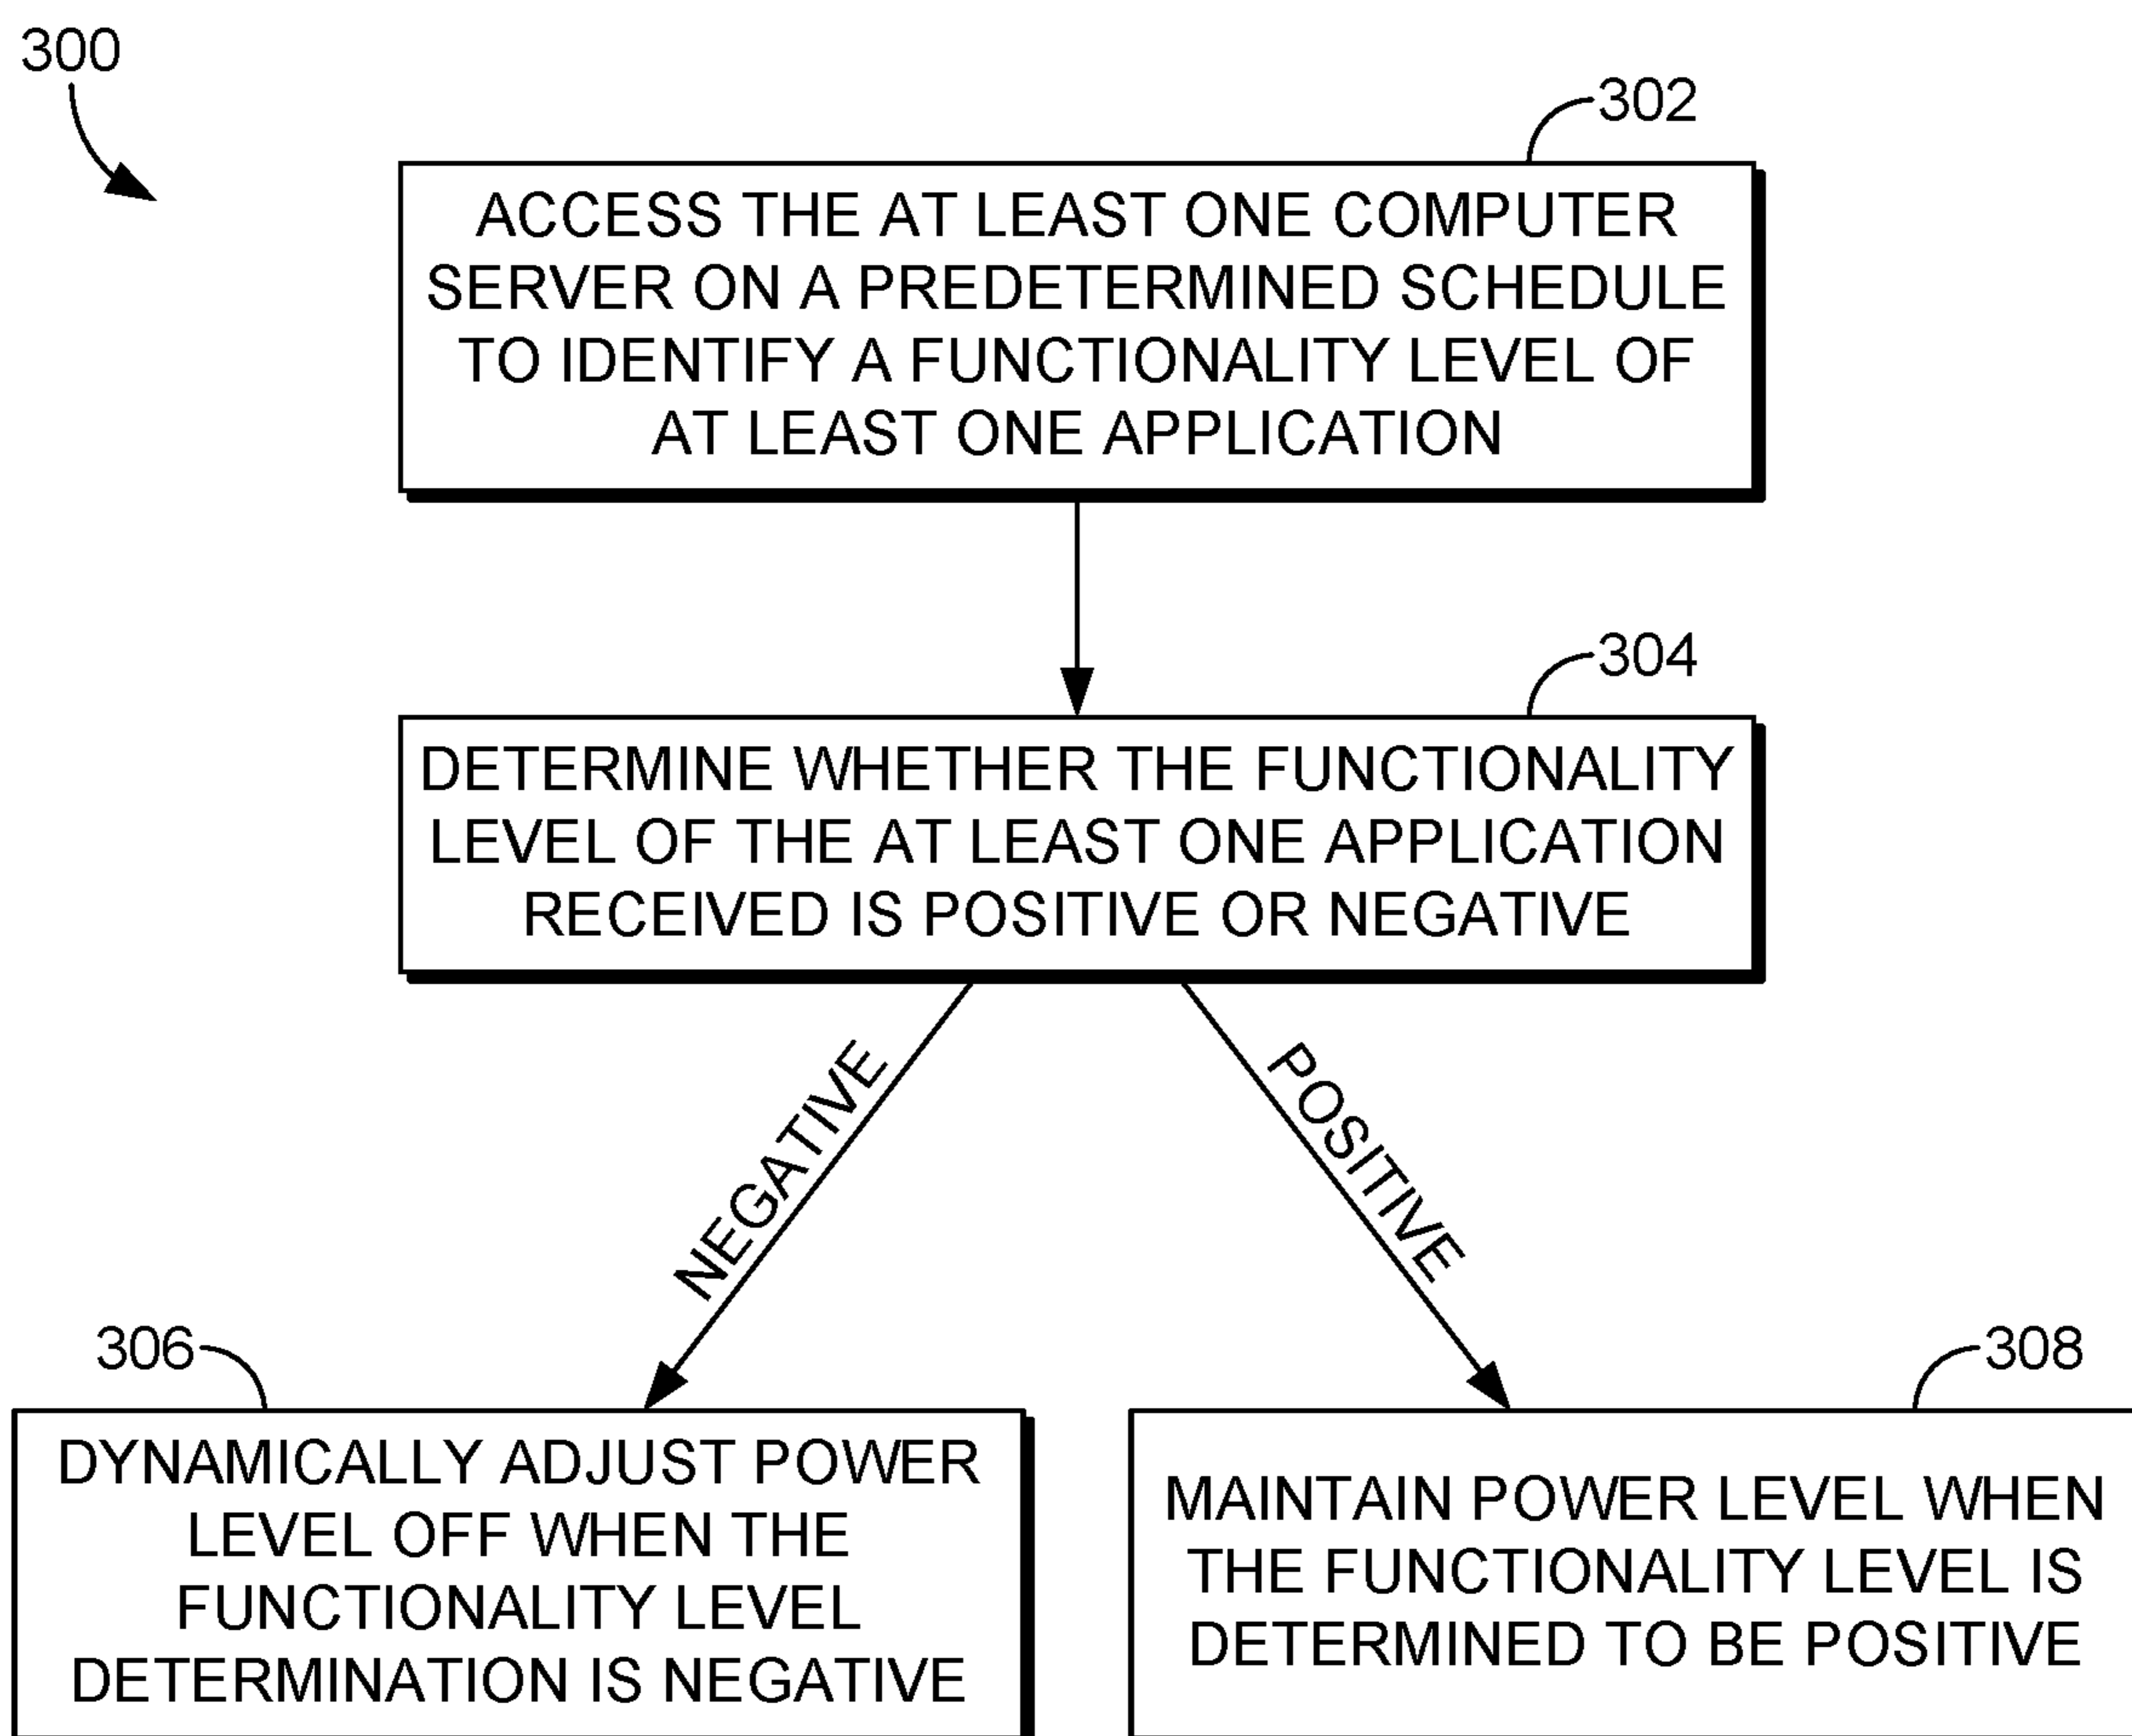 300
302
ACCESS THE AT LEAST ONE COMPUTER
SERVER ON A PREDETERMINED SCHEDULE
TO IDENTIFY A FUNCTIONALITY LEVEL OF
AT LEAST ONE APPLICATION
304
DETERMINE WHETHER THE FUNCTIONALITY
LEVEL OF THE AT LEAST ONE APPLICATION
RECEIVED IS POSITIVE OR NEGATIVE
NEGATIVE
POSITIVE
306
DYNAMICALLY ADJUST POWER
LEVEL OFF WHEN THE
FUNCTIONALITY LEVEL
DETERMINATION IS NEGATIVE
308
MAINTAIN POWER LEVEL WHEN
THE FUNCTIONALITY LEVEL IS
DETERMINED TO BE POSITIVE